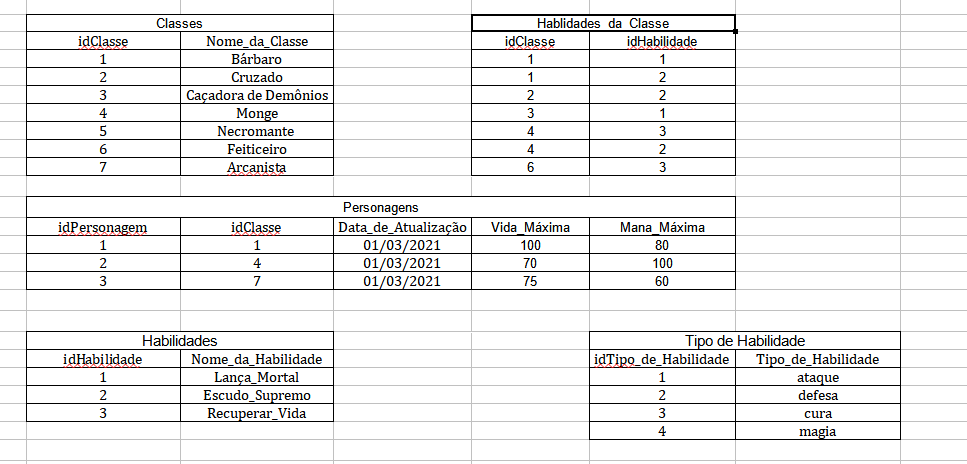 Classes
idClasse Nome_da_Classe
1 Bárbaro
2 Cruzado
3 Caçadora de Demônios
4 Monge
5 Necromante
6 Feiticeiro
7 Arcanista
Hablidades da Classe
idClasse idHabilidade
1 1
1 2
2 2
3 1
4 3
4 2
6 3
Personagens
idPersonagem idClasse Data_de_Atualização Vida_Máxima Mana_Máxima
1 1 01/03/2021 100 80
2 4 01/03/2021 70 100
3 7 01/03/2021 75 60
Habilidades
idHabilidade Nome_da_Habilidade
1 Lança_Mortal
2 Escudo_Supremo
3 Recuperar_Vida
Tipo de Habilidade
idTipo_de_Habilidade Tipo_de_Habilidade
1 ataque
2 defesa
3 cura
4 magia